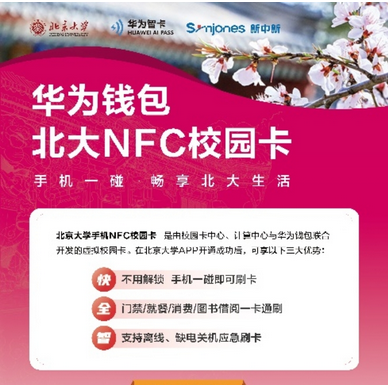 北京大学 华为智卡 Synjones 新中新
PEKING UNIVERSITY HUAWEI AI PASS
华为钱包
北大NFC校园卡
手机一碰 畅享北大生活
北京大学手机NFC校园卡 是由校园卡中心、计算中心与华为钱包联合
开发的虚拟校园卡。在北京大学APP开通成功后,可享以下三大优势:
快 不用解锁 手机一碰即可刷卡
全 门禁/就餐/消费/图书借阅一卡通刷
支持离线、缺电关机应急刷卡